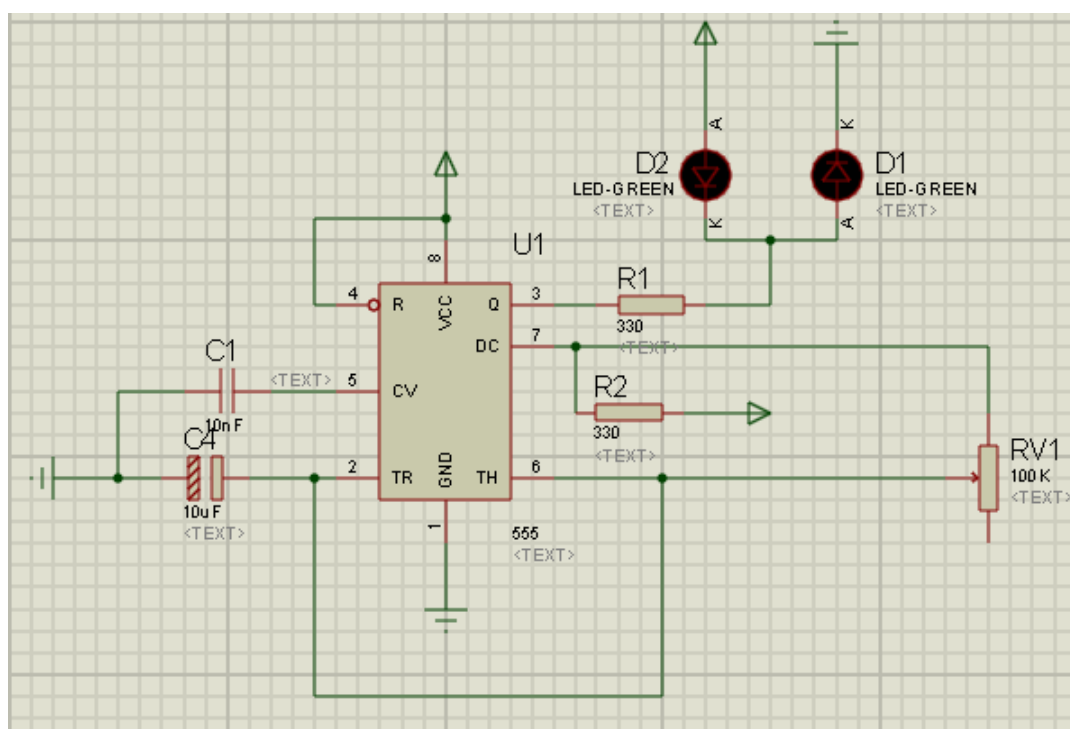 A
K
D2
LED-GREEN
<TEXT>
K
D1
LED-GREEN
<TEXT>
A
U1
8
4
R
VCC
Q
3
R1
330
<TEXT>
7
DC
C1
<TEXT>
10nF
5
CV
R2
330
<TEXT>
C4
10uF
<TEXT>
2
TR
GND
TH
6
RV1
100K
<TEXT>
1
555
<TEXT>